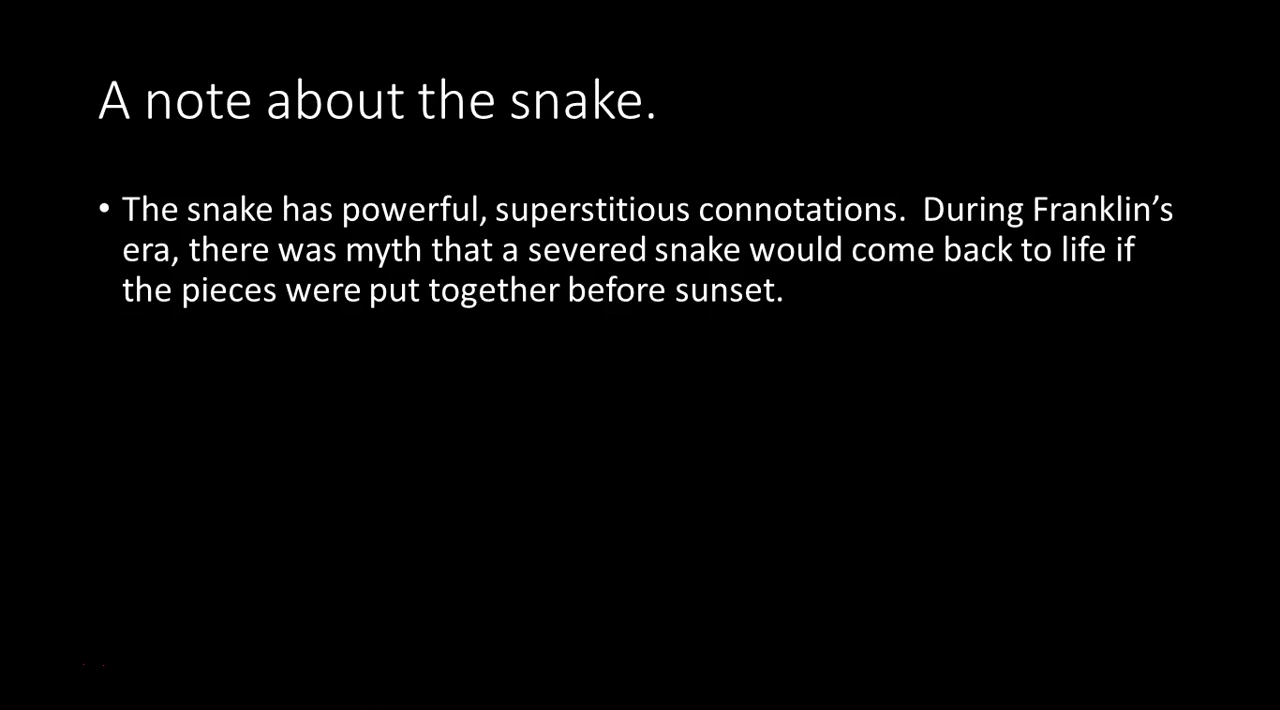 A note about the snake.
• The snake has powerful, superstitious connotations.  During Franklin’s
era, there was myth that a severed snake would come back to life if
the pieces were put together before sunset.